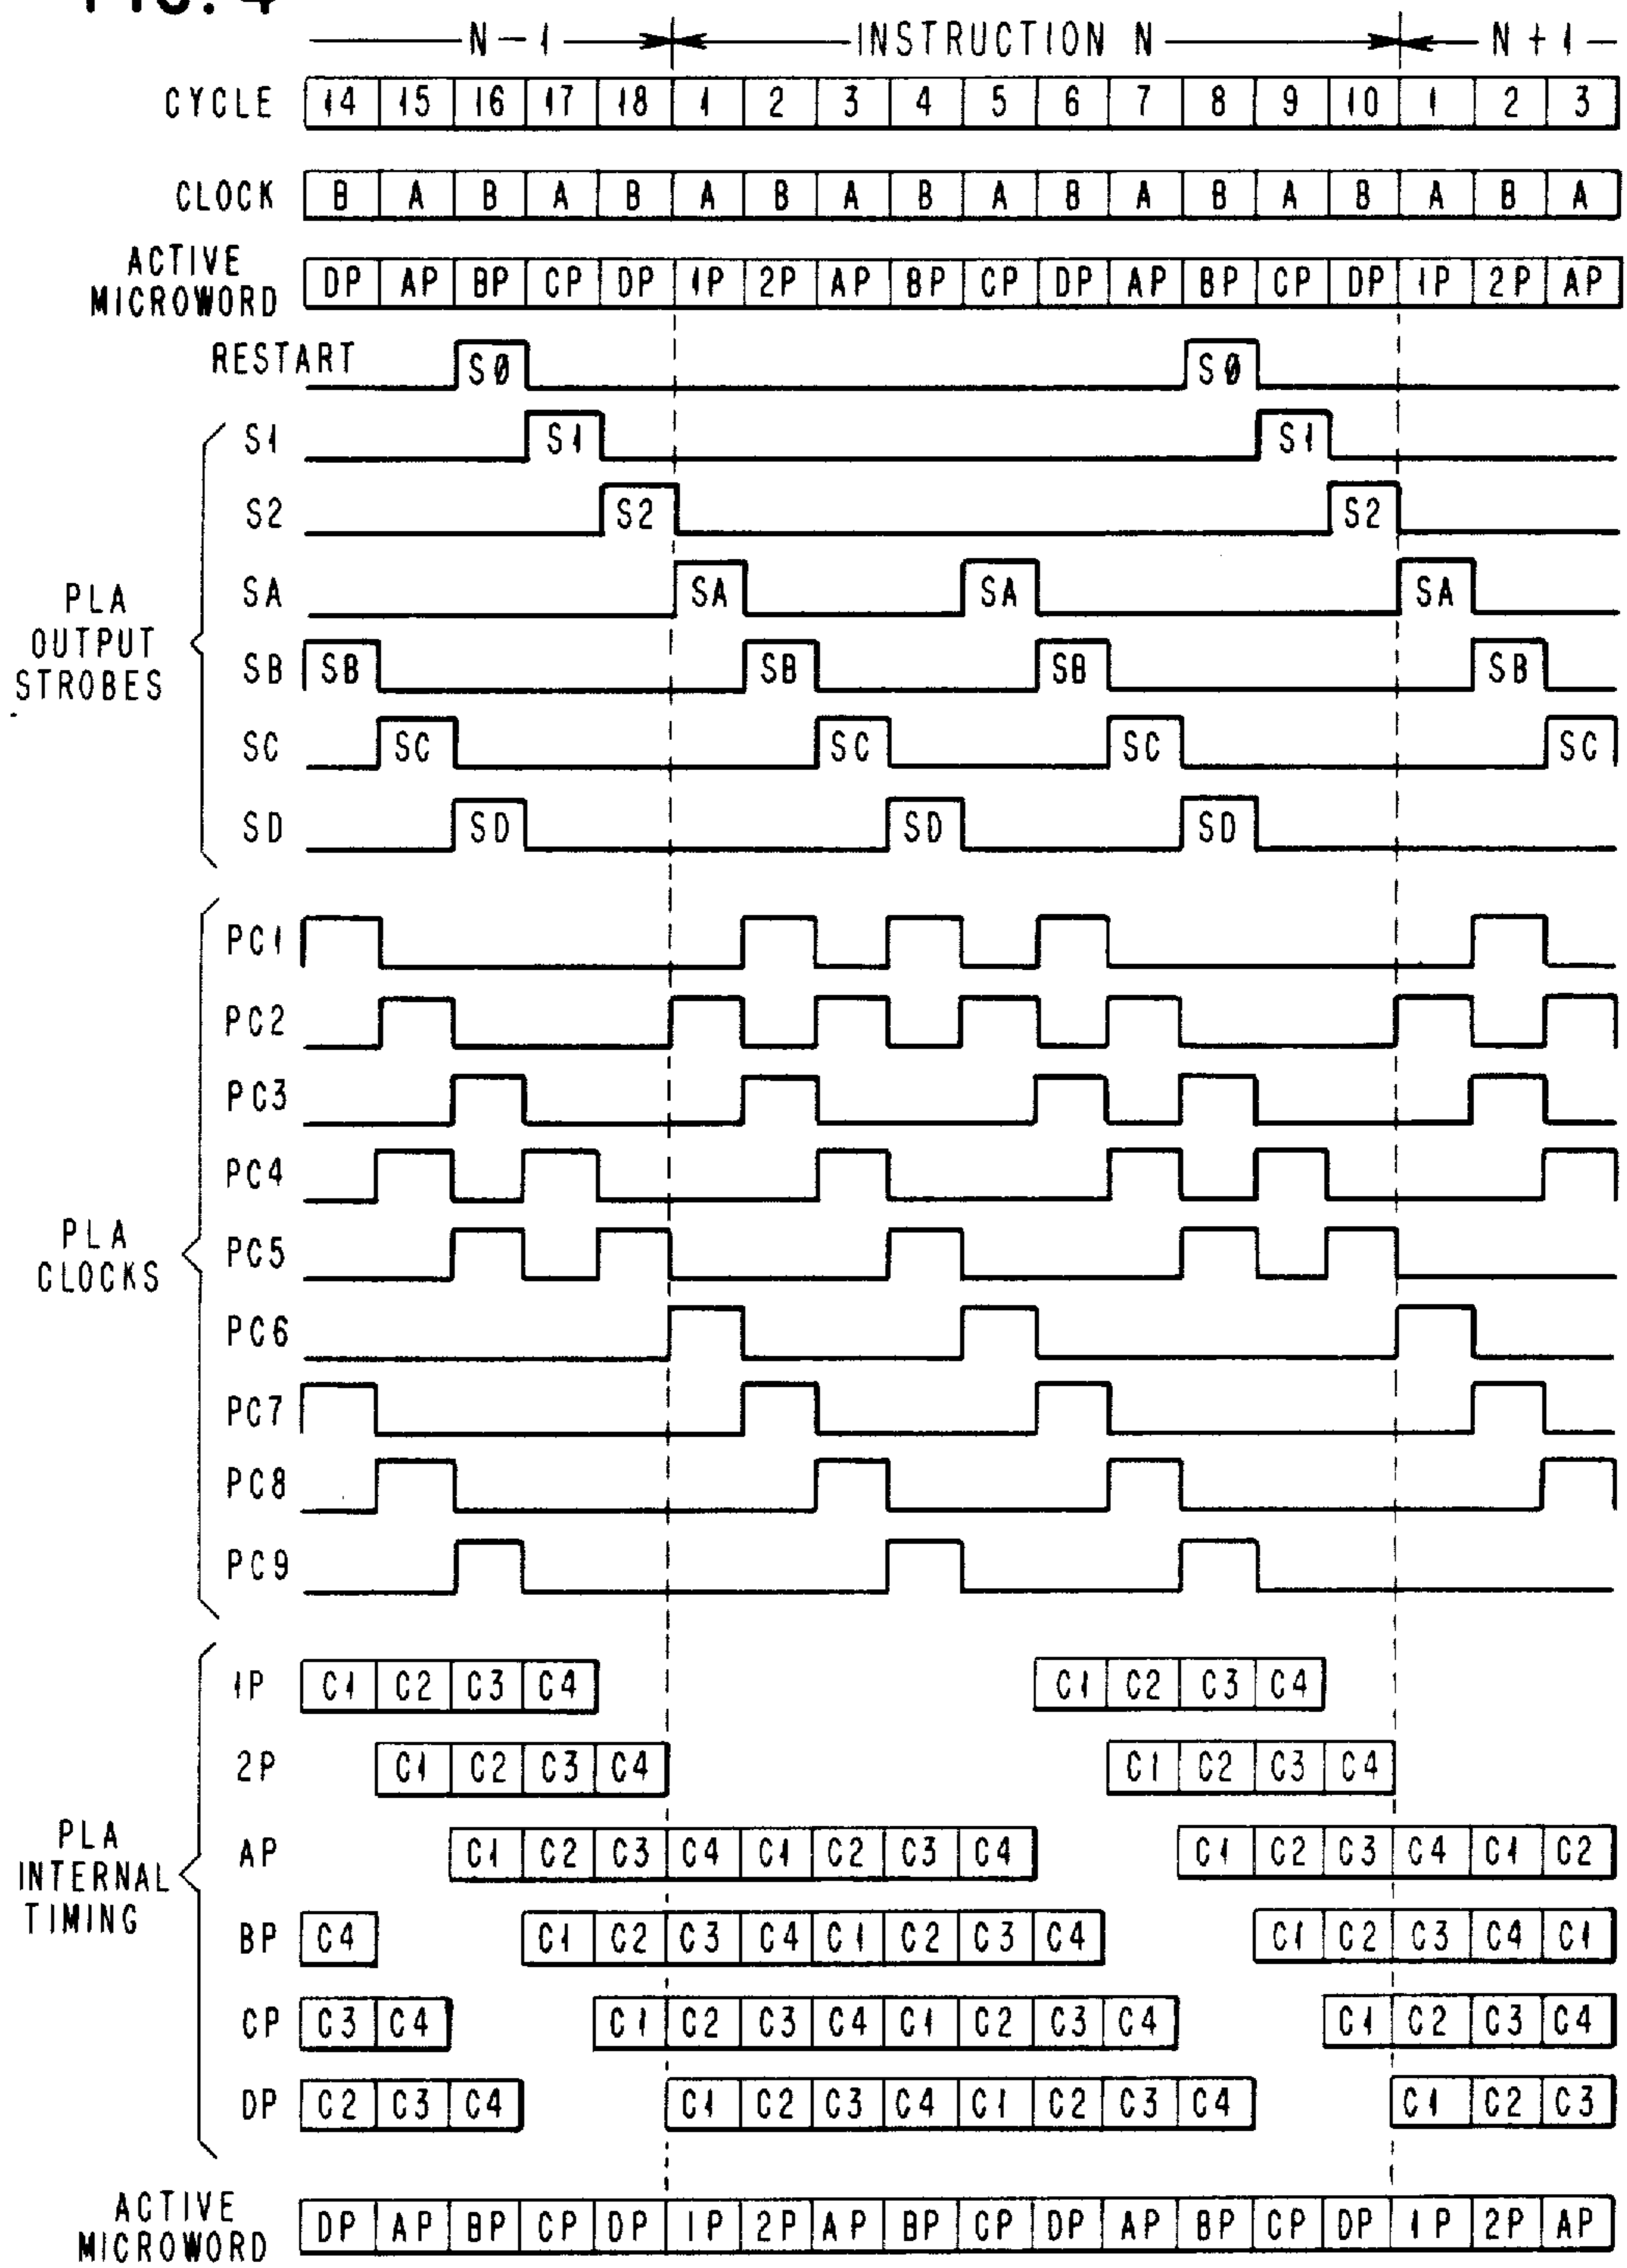 FIG. 4
N-1 INSTRUCTION N N+1
CYCLE 14 15 16 17 18 1 2 3 4 5 6 7 8 9 10 1 2 3
CLOCK B A B A B A B A B A B A B A B A B A
ACTIVE
MICROWORD DP AP BP CP DP 1P 2P AP BP CP DP AP BP CP DP 1P 2P AP
RESTART SØ SØ
S1 S1 S1
S2 S2 S2
PLA
OUTPUT
STROBES
SA SA SA SA
SB SB SB SB SB
SC SC SC SC SC
SD SD SD SD
PC1
PC2
PC3
PC4
PLA
CLOCKS
PC5
PC6
PC7
PC8
PC9
1P C1 C2 C3 C4 C1 C2 C3 C4
2P C1 C2 C3 C4 C1 C2 C3 C4
PLA
INTERNAL
TIMING
AP C1 C2 C3 C4 C1 C2 C3 C4 C1 C2 C3 C4 C1 C2
BP C4 C1 C2 C3 C4 C1 C2 C3 C4 C1 C2 C3 C4 C1
CP C3 C4 C1 C2 C3 C4 C1 C2 C3 C4 C1 C2 C3 C4
DP C2 C3 C4 C1 C2 C3 C4 C1 C2 C3 C4 C1 C2 C3
ACTIVE
MICROWORD DP AP BP CP DP 1P 2P AP BP CP DP AP BP CP DP 1P 2P AP